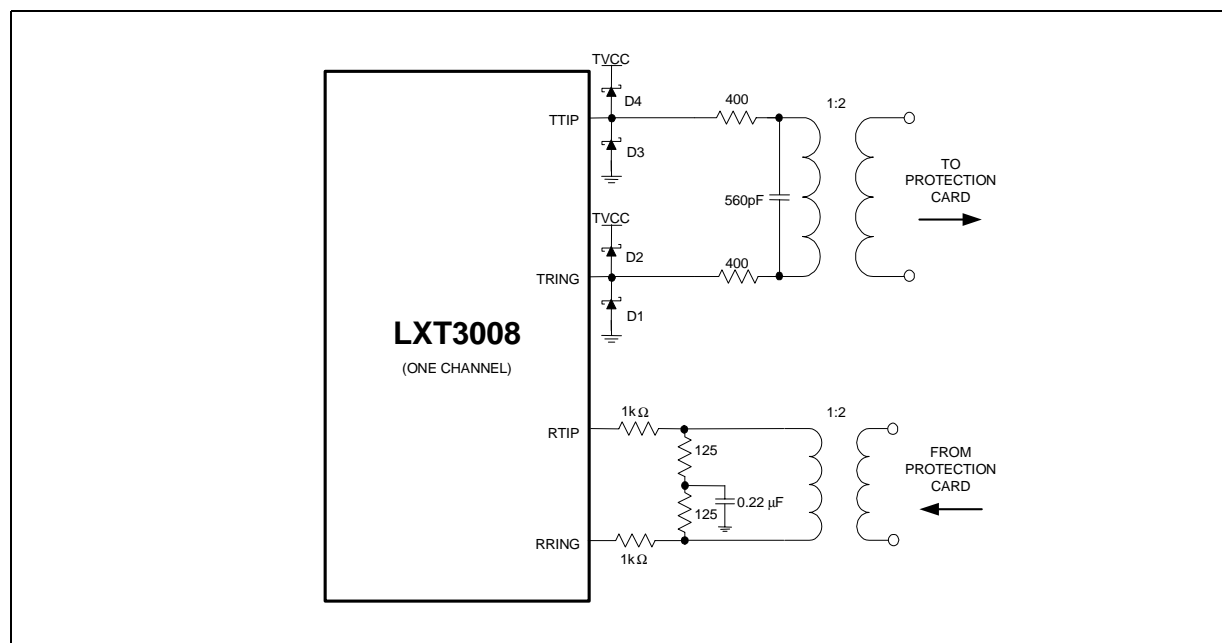 TVCC
D4
400
1:2
TTIP
D3
TO
PROTECTION
CARD
560pF
TVCC
D2
400
TRING
D1
LXT3008
(ONE CHANNEL)
1kΩ
1:2
RTIP
125
FROM
PROTECTION
CARD
0.22 µF
125
RRING
1kΩ